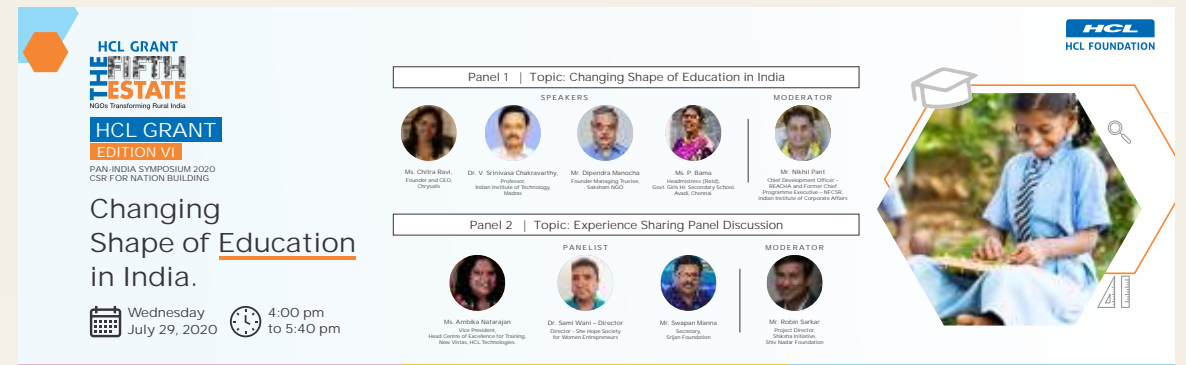 HCL GRANT
THE FIFTH
ESTATE
NGOs Transforming Rural India
HCL GRANT
EDITION VI
PAN-INDIA SYMPOSIUM 2020
CSR FOR NATION BUILDING
Changing
Shape of Education
in India.
Wednesday
July 29, 2020
4:00 pm
to 5:40 pm
Panel 1 | Topic: Changing Shape of Education in India
SPEAKERS
MODERATOR
Ms. Chitra Ravi,
Founder and CEO,
Chrysalis
Dr. V. Srinivasa Chakravarthy,
Professor,
Indian Institute of Technology,
Madras
Mr. Dipendra Manocha
Founder Managing Trustee,
Saksham NGO
Ms. P. Bama
Headmistress (Retd),
Govt. Girls Hr. Secondary School,
Avadi, Chennai
Mr. Nikhil Pant
Chief Development Officer –
REACHA and Former Chief
Programme Executive – NFCSR,
Indian Institute of Corporate Affairs
Panel 2 | Topic: Experience Sharing Panel Discussion
PANELIST
MODERATOR
Ms. Ambika Natarajan
Vice President,
Head Centre of Excellence for Training,
New Vistas, HCL Technologies.
Dr. Sami Wani – Director
Director - She Hope Society
for Women Entrepreneurs
Mr. Swapan Manna
Secretary,
Srijan Foundation
Mr. Robin Sarkar
Project Director,
Shiksha Initiative,
Shiv Nadar Foundation
HCL
HCL FOUNDATION